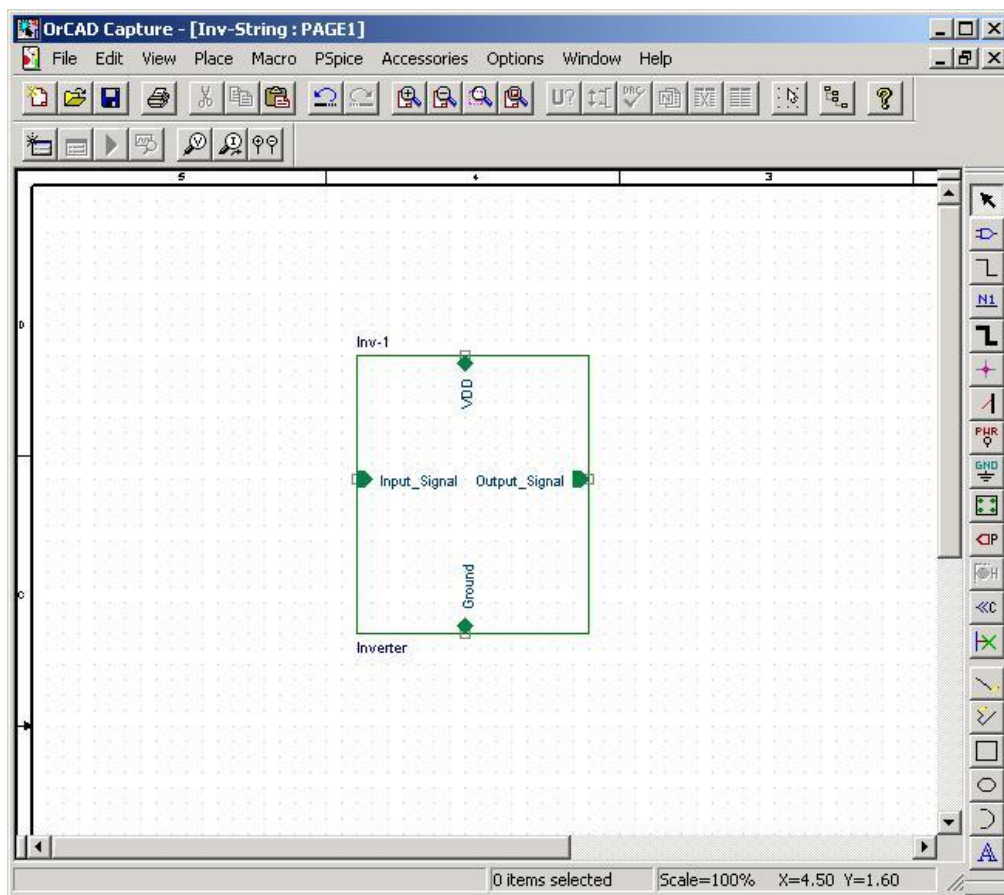 OrCAD Capture - [Inv-String : PAGE1]
File Edit View Place Macro PSpice Accessories Options Window Help
U? DRC
V I
5 4 3
N1
PWR
GND
P
H
<<C
A
D
C
Inv-1
VDD
Input_Signal Output_Signal
Ground
Inverter
0 items selected Scale=100% X=4.50 Y=1.60